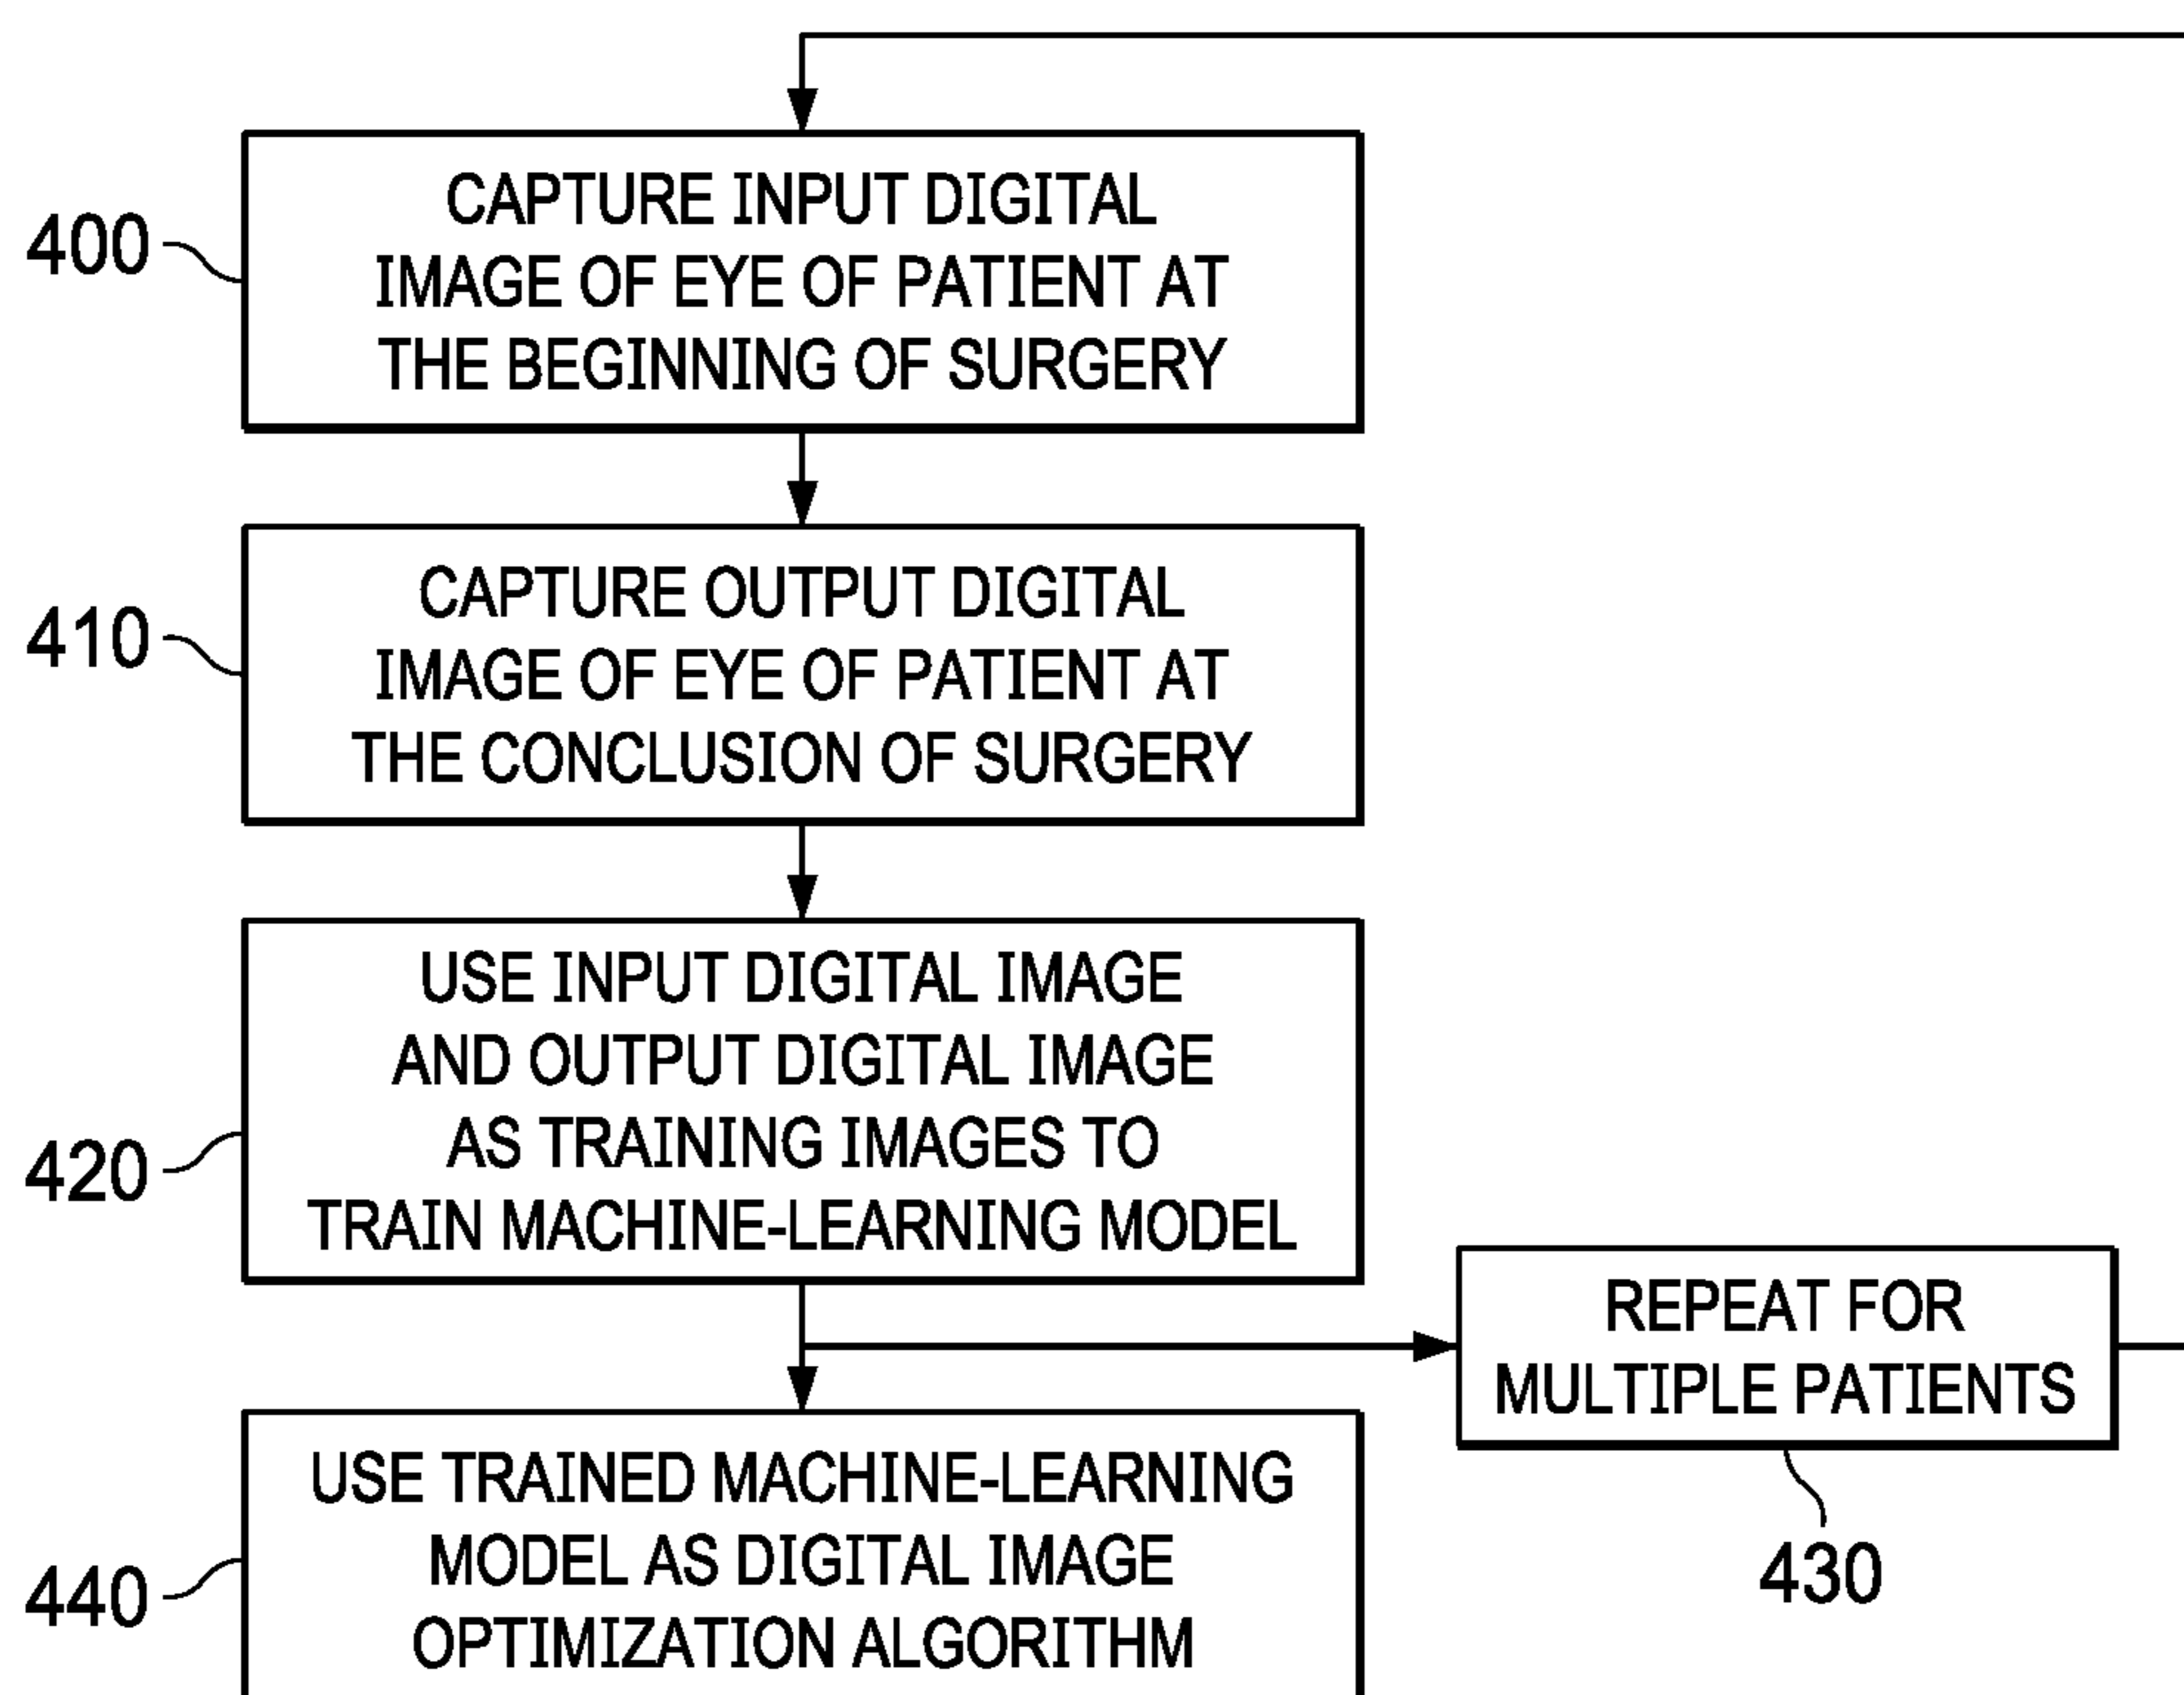 400
CAPTURE INPUT DIGITAL
IMAGE OF EYE OF PATIENT AT
THE BEGINNING OF SURGERY
410
CAPTURE OUTPUT DIGITAL
IMAGE OF EYE OF PATIENT AT
THE CONCLUSION OF SURGERY
420
USE INPUT DIGITAL IMAGE
AND OUTPUT DIGITAL IMAGE
AS TRAINING IMAGES TO
TRAIN MACHINE-LEARNING MODEL
REPEAT FOR
MULTIPLE PATIENTS
430
440
USE TRAINED MACHINE-LEARNING
MODEL AS DIGITAL IMAGE
OPTIMIZATION ALGORITHM